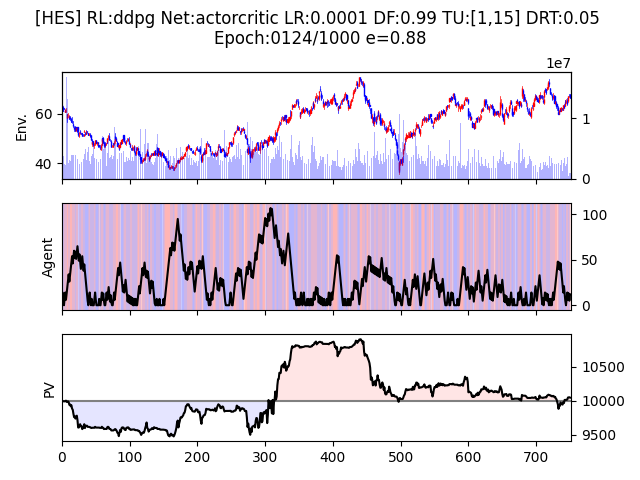 [HES] RL:ddpg Net:actorcritic LR:0.0001 DF:0.99 TU:[1,15] DRT:0.05
Epoch:0124/1000 e=0.88
1e7
Env.
60
40
1
0
Agent
100
50
0
PV
10500
10000
9500
0 100 200 300 400 500 600 700